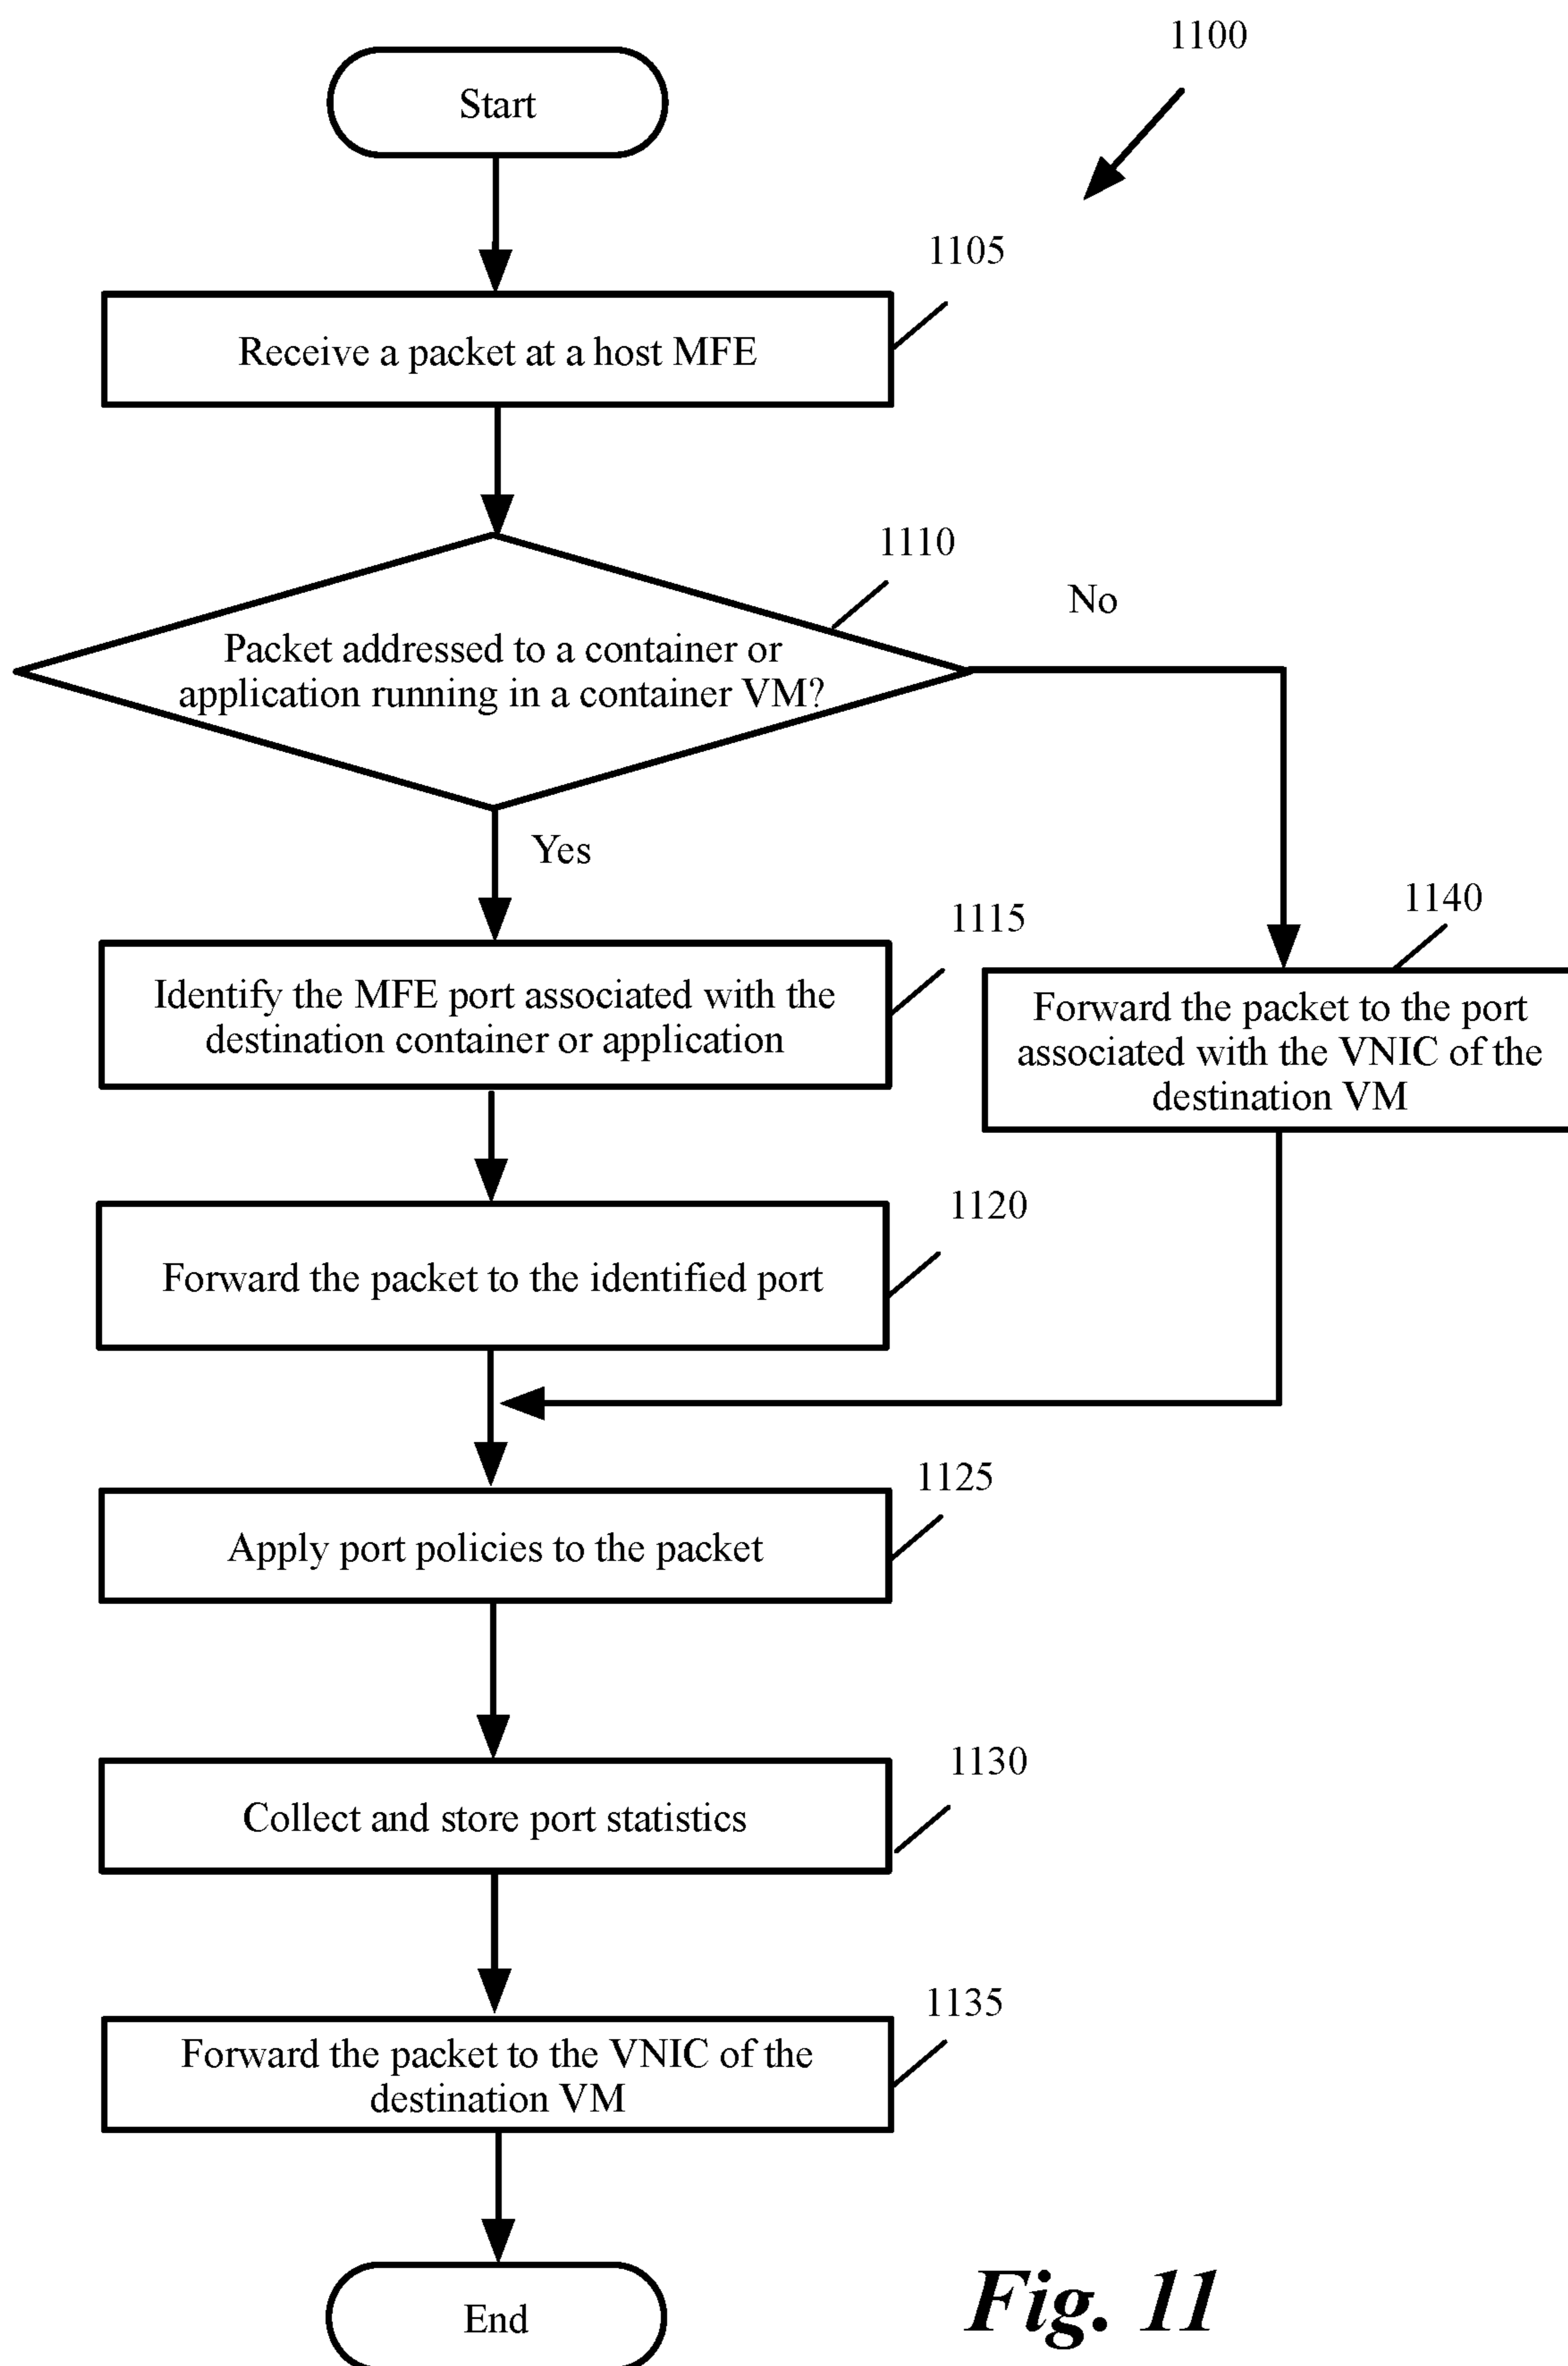 1100
Start
1105
Receive a packet at a host MFE
1110
No
Packet addressed to a container or
application running in a container VM?
Yes
1115
Identify the MFE port associated with the
destination container or application
1140
Forward the packet to the port
associated with the VNIC of the
destination VM
1120
Forward the packet to the identified port
1125
Apply port policies to the packet
1130
Collect and store port statistics
1135
Forward the packet to the VNIC of the
destination VM
End
Fig. 11